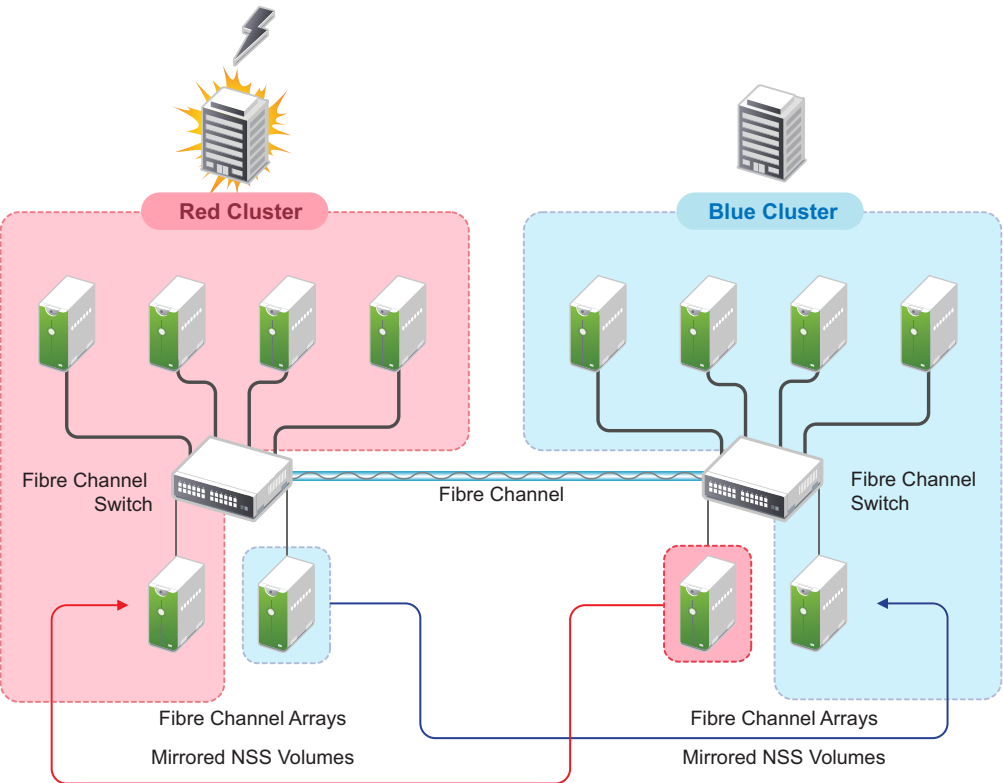 Red Cluster
Blue Cluster
Fibre Channel
Switch
Fibre Channel
Fibre Channel
Switch
Fibre Channel Arrays
Mirrored NSS Volumes
Fibre Channel Arrays
Mirrored NSS Volumes